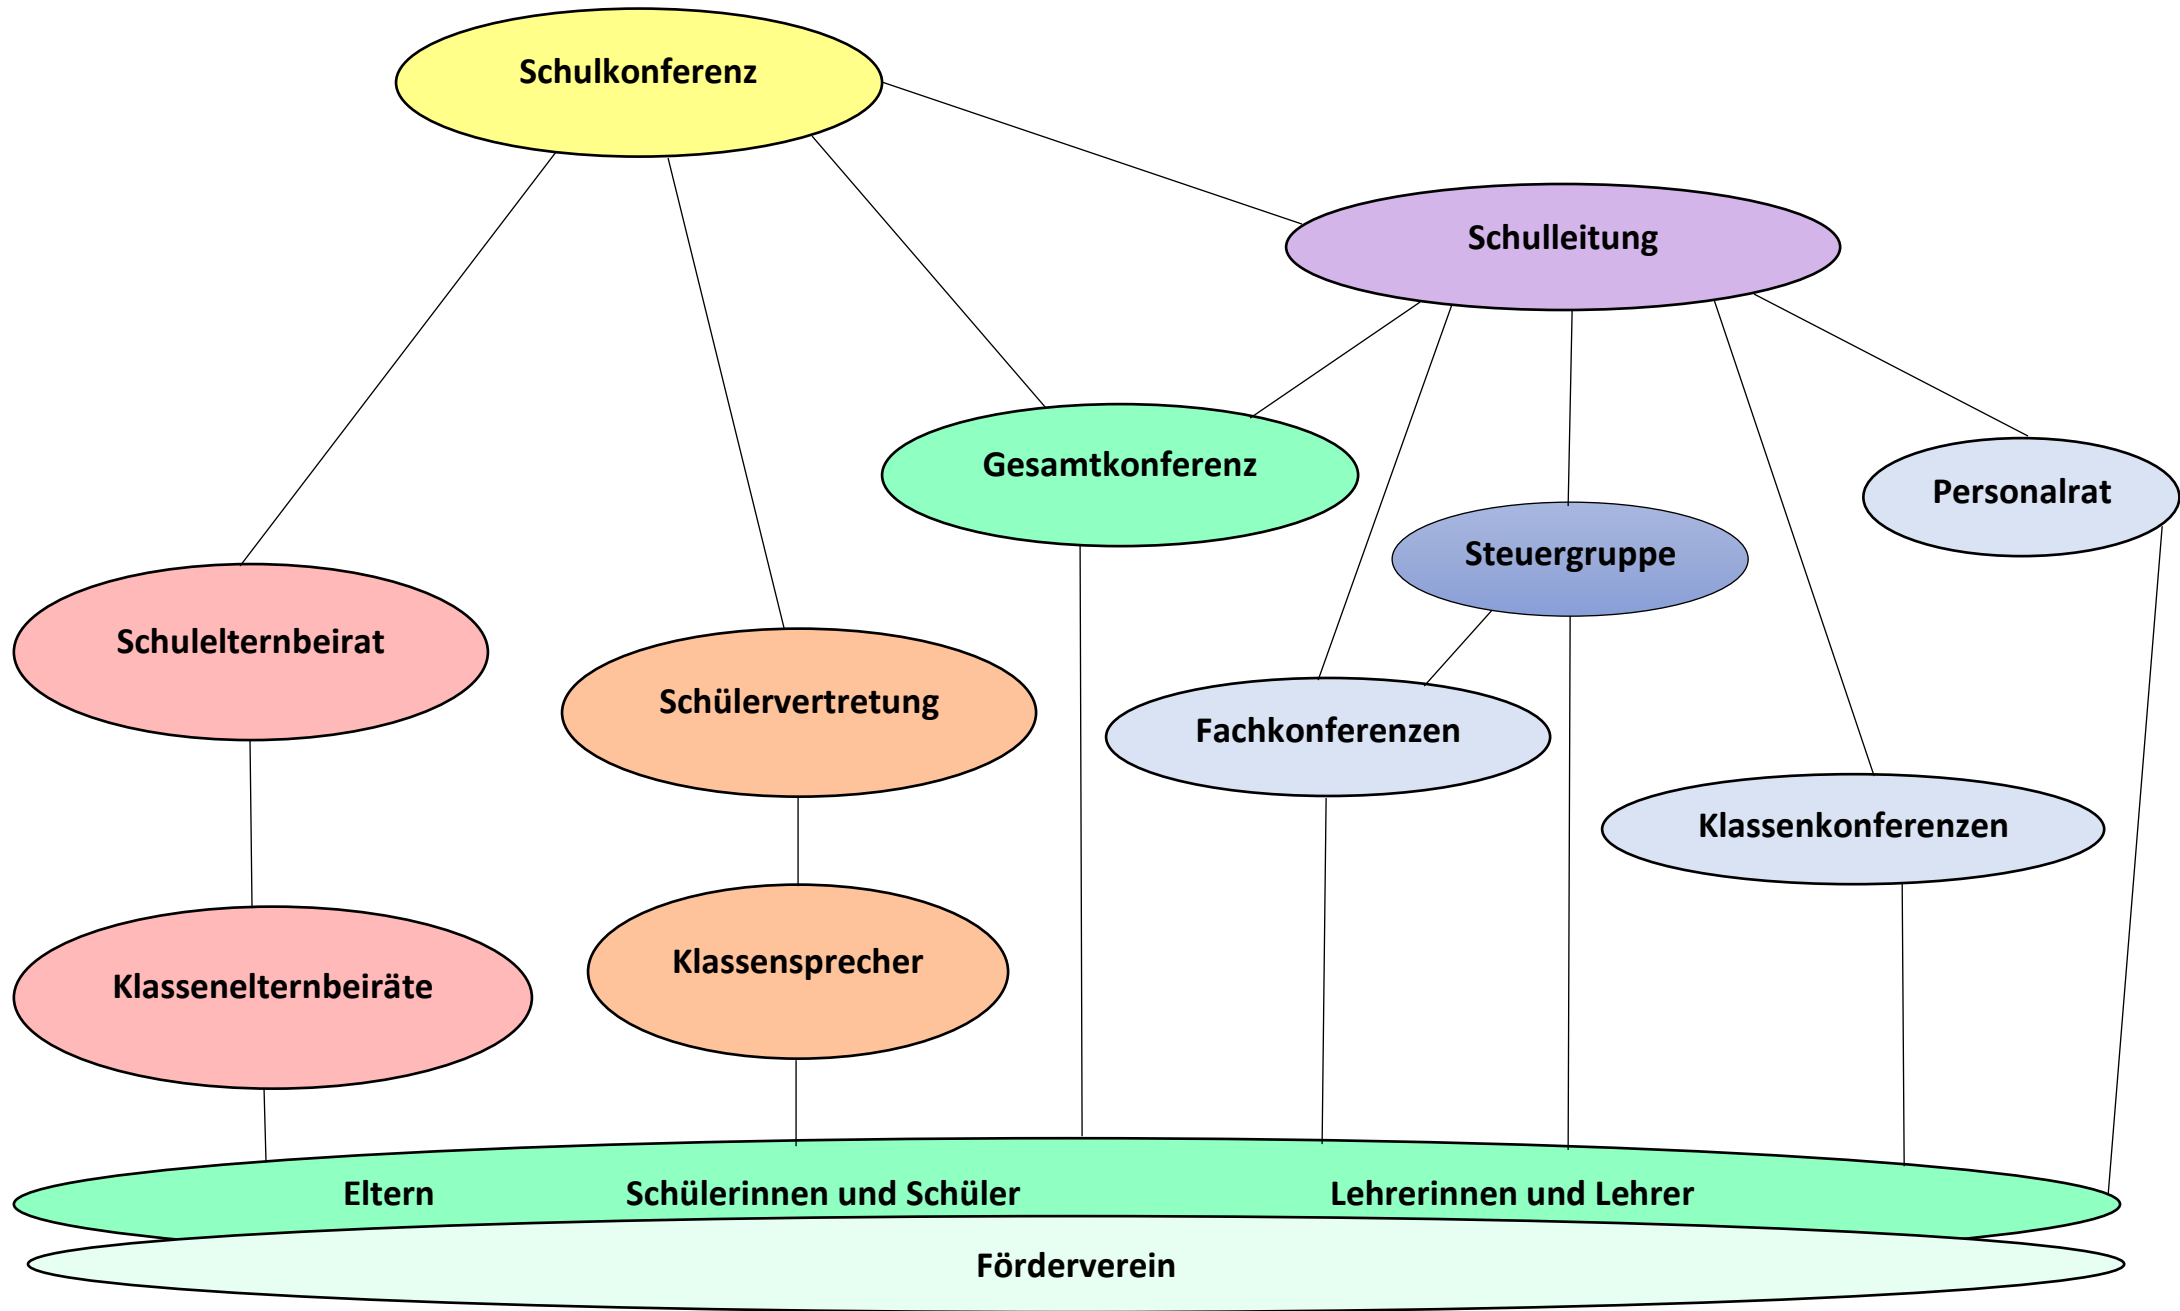 Schulkonferenz
Schulleitung
Gesamtkonferenz
Personalrat
Steuergruppe
Schulelternbeirat
Schülervertretung
Fachkonferenzen
Klassenkonferenzen
Klassensprecher
Klassenelternbeiräte
Eltern Schülerinnen und Schüler Lehrerinnen und Lehrer
Förderverein